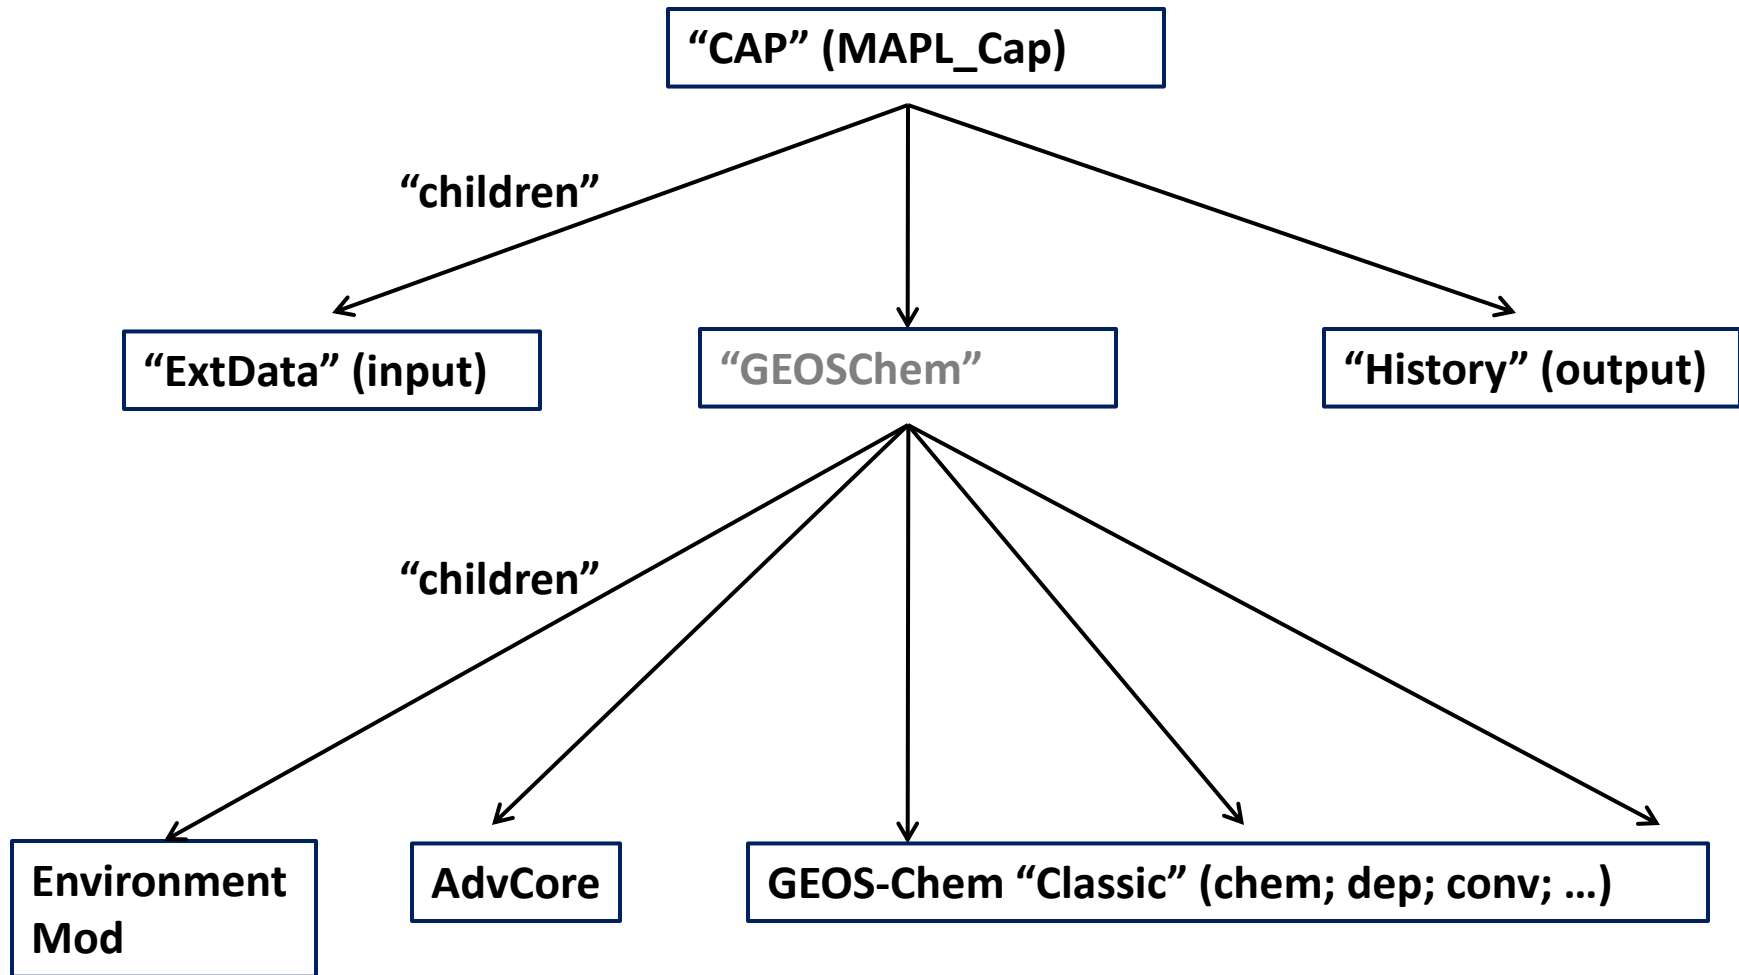 “CAP” (MAPL_Cap)
“children”
“ExtData” (input)
“GEOSChem”
“History” (output)
“children”
Environment
Mod
AdvCore
GEOS-Chem “Classic” (chem; dep; conv; …)